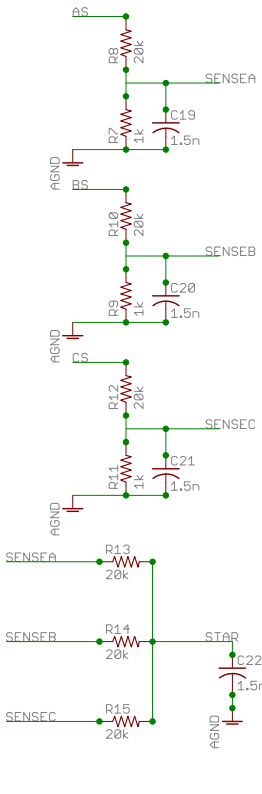 AS
R8
20k
SENSEA
R7
1k
C19
1.5n
AGND
BS
R10
20k
SENSEB
R9
1k
C20
1.5n
AGND
CS
R12
20k
SENSEC
R11
1k
C21
1.5n
AGND
SENSEA
R13
20k
SENSEB
R14
20k
STAR
C22
1.5n
AGND
SENSEC
R15
20k